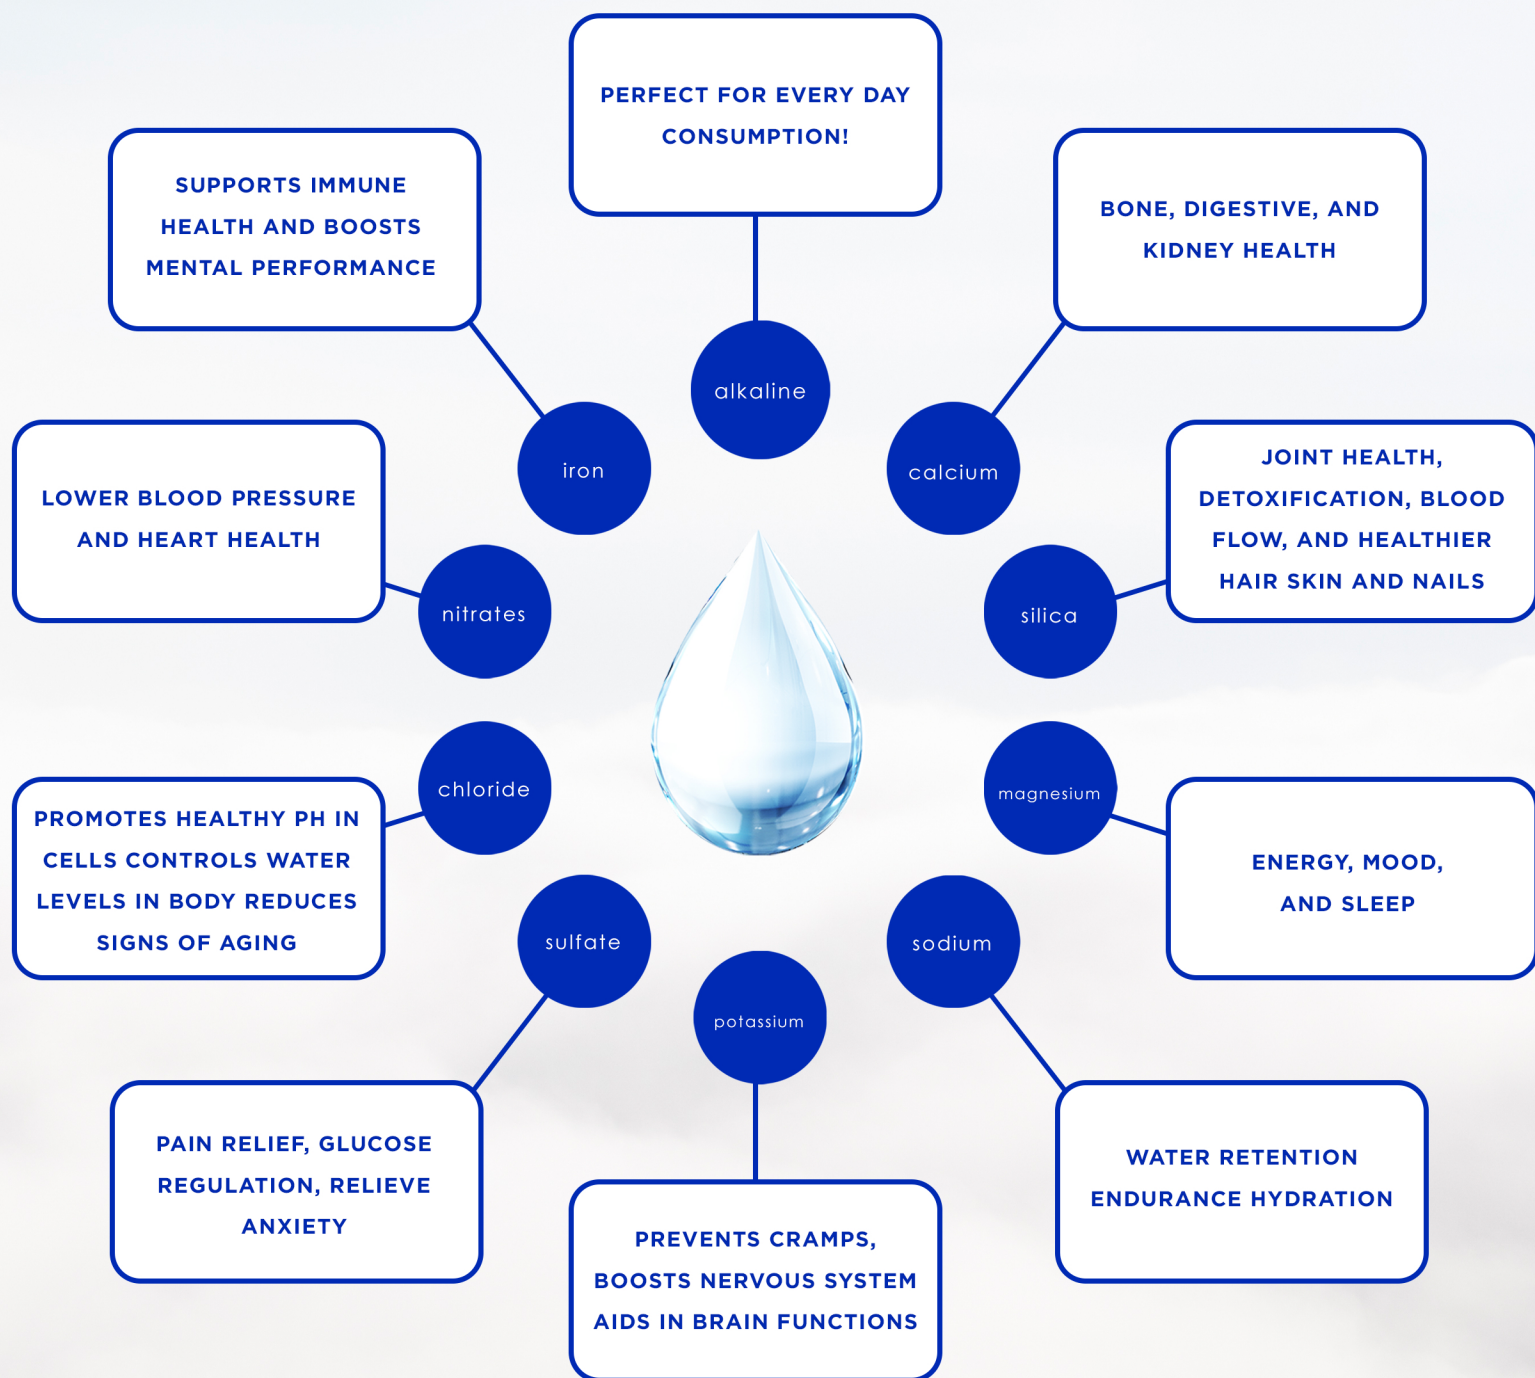 PERFECT FOR EVERY DAY
CONSUMPTION!
alkaline
BONE, DIGESTIVE, AND
KIDNEY HEALTH
calcium
JOINT HEALTH,
DETOXIFICATION, BLOOD
FLOW, AND HEALTHIER
HAIR SKIN AND NAILS
silica
magnesium
ENERGY, MOOD,
AND SLEEP
sodium
WATER RETENTION
ENDURANCE HYDRATION
potassium
PREVENTS CRAMPS,
BOOSTS NERVOUS SYSTEM
AIDS IN BRAIN FUNCTIONS
sulfate
PAIN RELIEF, GLUCOSE
REGULATION, RELIEVE
ANXIETY
chloride
PROMOTES HEALTHY PH IN
CELLS CONTROLS WATER
LEVELS IN BODY REDUCES
SIGNS OF AGING
nitrates
LOWER BLOOD PRESSURE
AND HEART HEALTH
iron
SUPPORTS IMMUNE
HEALTH AND BOOSTS
MENTAL PERFORMANCE